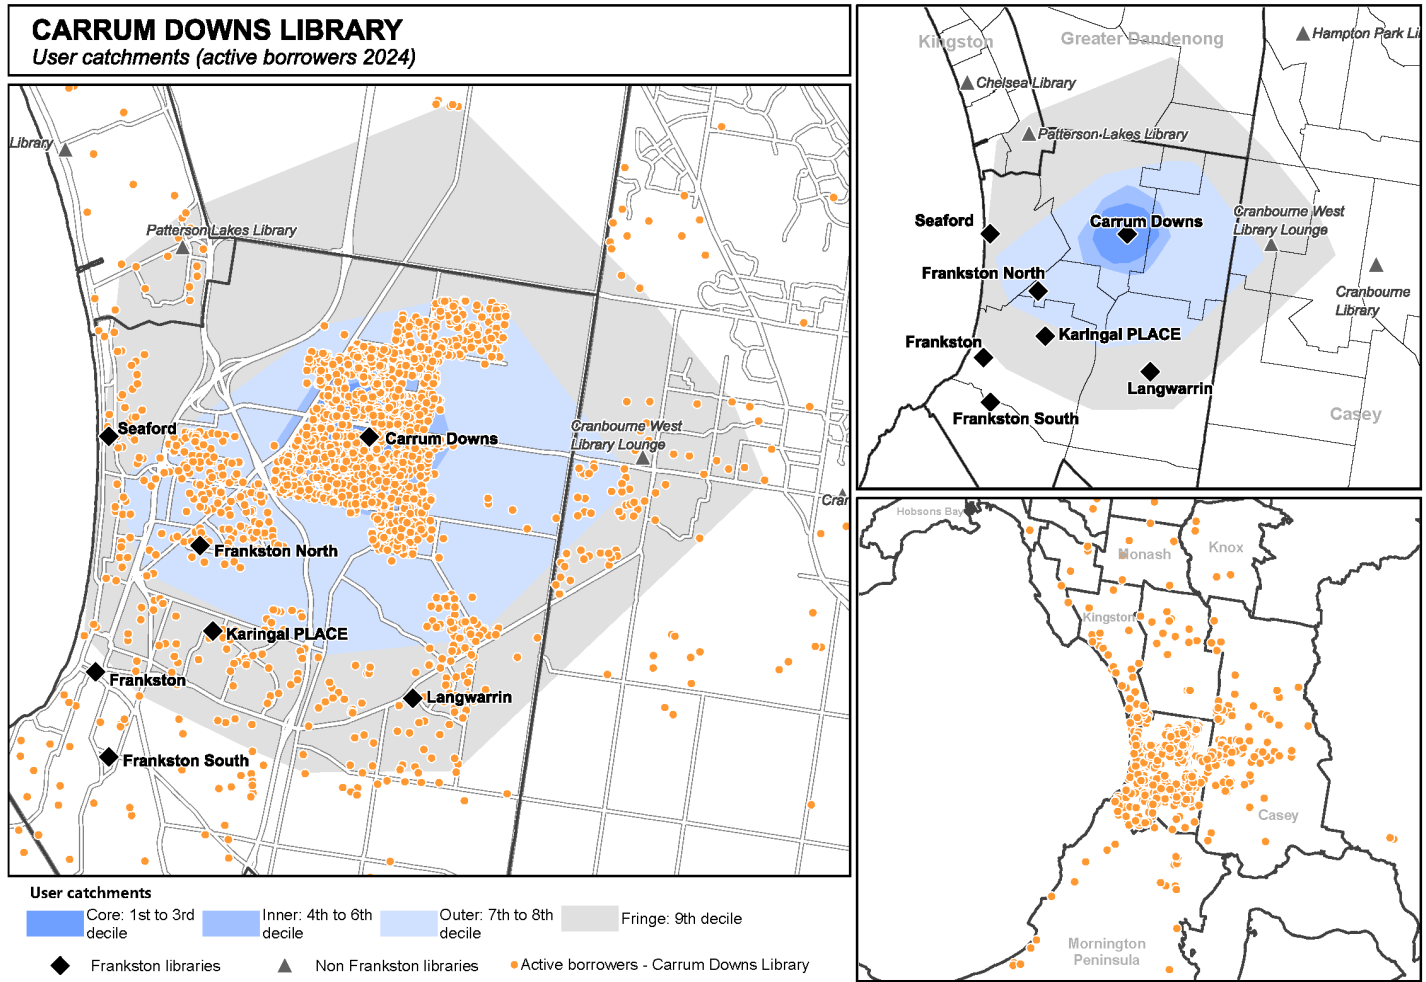 CARRUM DOWNS LIBRARY
User catchments (active borrowers 2024)
Library
Patterson Lakes Library
Seaford
Carrum Downs
Cranbourne West
Library Lounge
Cran
Frankston North
Karingal PLACE
Frankston
Langwarrin
Frankston South
Kingston
Greater Dandenong
Hampton Park Li
Chelsea Library
Patterson Lakes Library
Seaford
Carrum Downs
Cranbourne West
Library Lounge
Frankston North
Cranbourne
Library
Frankston
Karingal PLACE
Langwarrin
Frankston South
Casey
Hobsons Bay
Monash
Knox
Kingston
Casey
Mornington
Peninsula
User catchments
Core: 1st to 3rd
decile
Inner: 4th to 6th
decile
Outer: 7th to 8th
decile
Fringe: 9th decile
Frankston libraries
Non Frankston libraries
Active borrowers - Carrum Downs Library